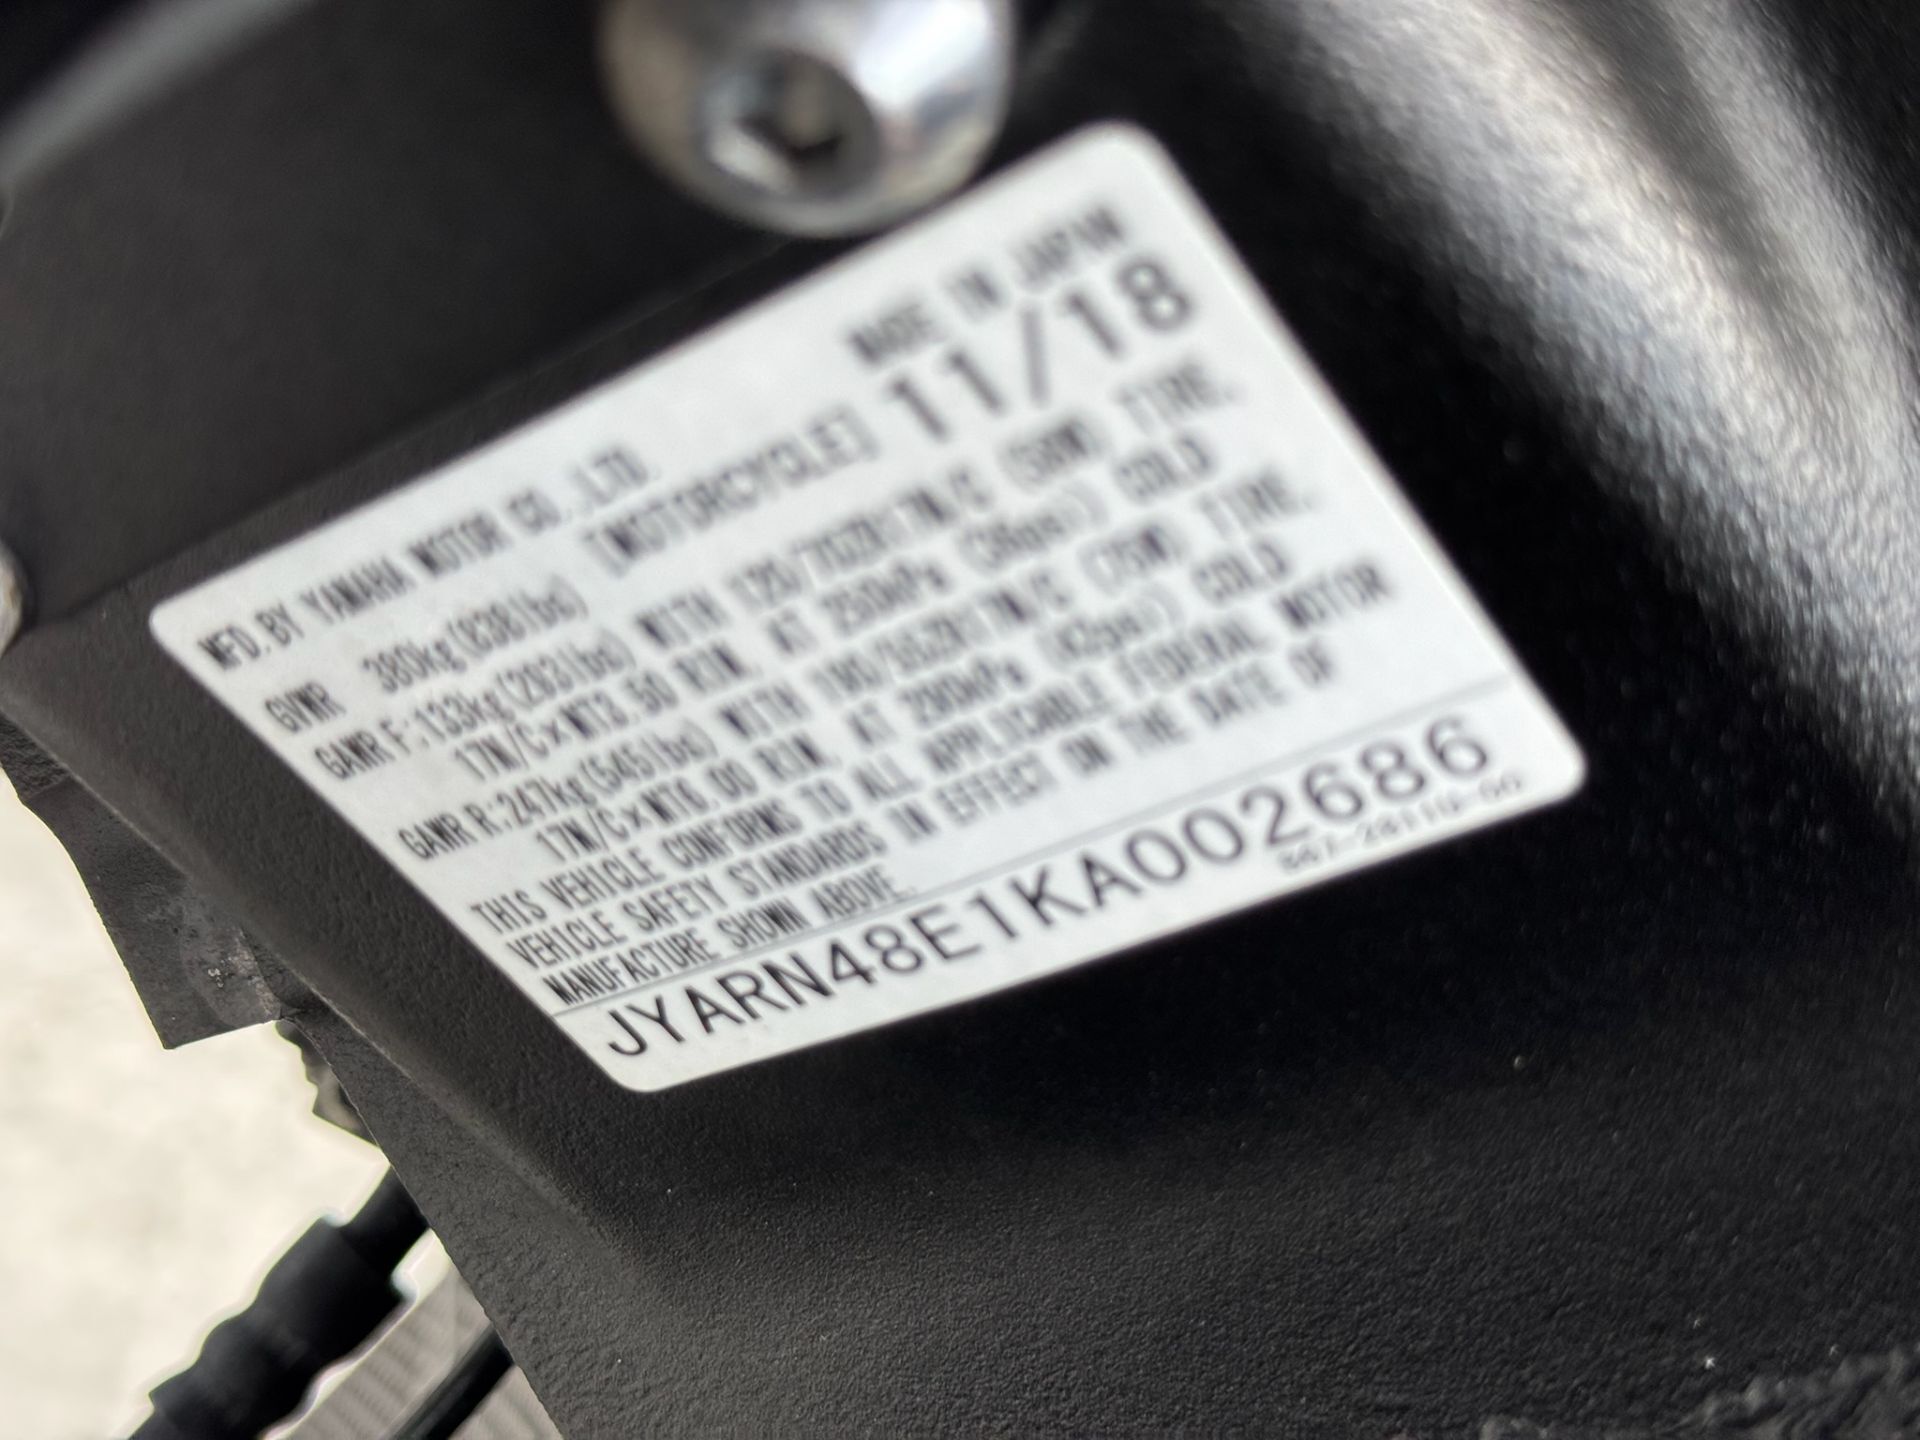 MADE IN JAPAN
MFD. BY YAMAHA MOTOR CO., LTD.
11/18
[MOTORCYCLE]
GVWR 380kg(838lbs)
GAWR F:133kg(293lbs) WITH 120/70ZR17M/C (58W) TIRE,
17M/C×MT3.50 RIM, AT 250kPa (36psi) COLD
GAWR R:247kg(545lbs) WITH 190/55ZR17M/C (75W) TIRE,
17M/C×MT6.00 RIM, AT 290kPa (42psi) COLD
THIS VEHICLE CONFORMS TO ALL APPLICABLE FEDERAL MOTOR
VEHICLE SAFETY STANDARDS IN EFFECT ON THE DATE OF
MANUFACTURE SHOWN ABOVE.
JYARN48E1KA002686